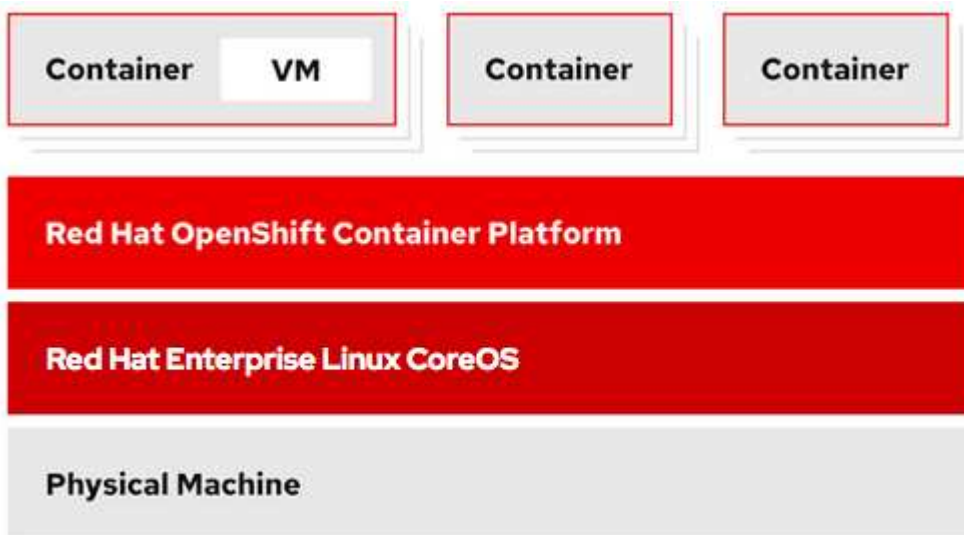 Container VM Container Container
Red Hat OpenShift Container Platform
Red Hat Enterprise Linux CoreOS
Physical Machine